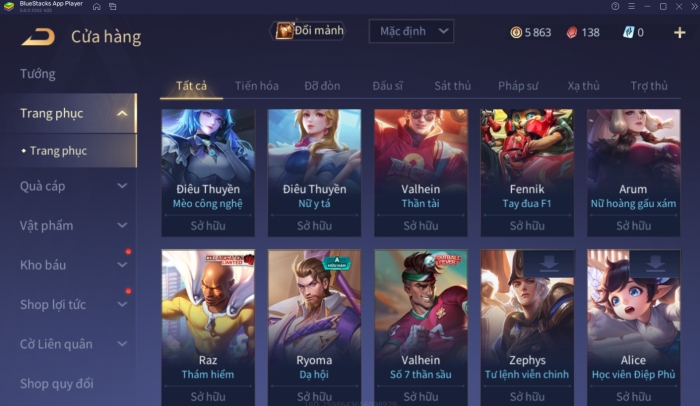 BlueStacks App Player
Cửa hàng
Đổi mảnh
Mặc định
5 863
138
0
Tướng
Trang phục
Trang phục
Quà cáp
Vật phẩm
Kho báu
Shop lợi tức
Cờ Liên quân
Shop quy đổi
Tất cả
Tiến hóa
Đỡ đòn
Đấu sĩ
Sát thủ
Pháp sư
Xạ thủ
Trợ thủ
Điêu Thuyền
Mèo công nghệ
Sở hữu
Điêu Thuyền
Nữ y tá
Sở hữu
Valhein
Thần tài
Sở hữu
Fennik
Tay đua F1
Sở hữu
Arum
Nữ hoàng gấu xám
Sở hữu
Raz
Thám hiểm
Sở hữu
Ryoma
Dạ hội
Sở hữu
Valhein
Số 7 thần sầu
Sở hữu
Zephys
Tư lệnh viễn chinh
Sở hữu
Alice
Học viên Điệp Phủ
Sở hữu